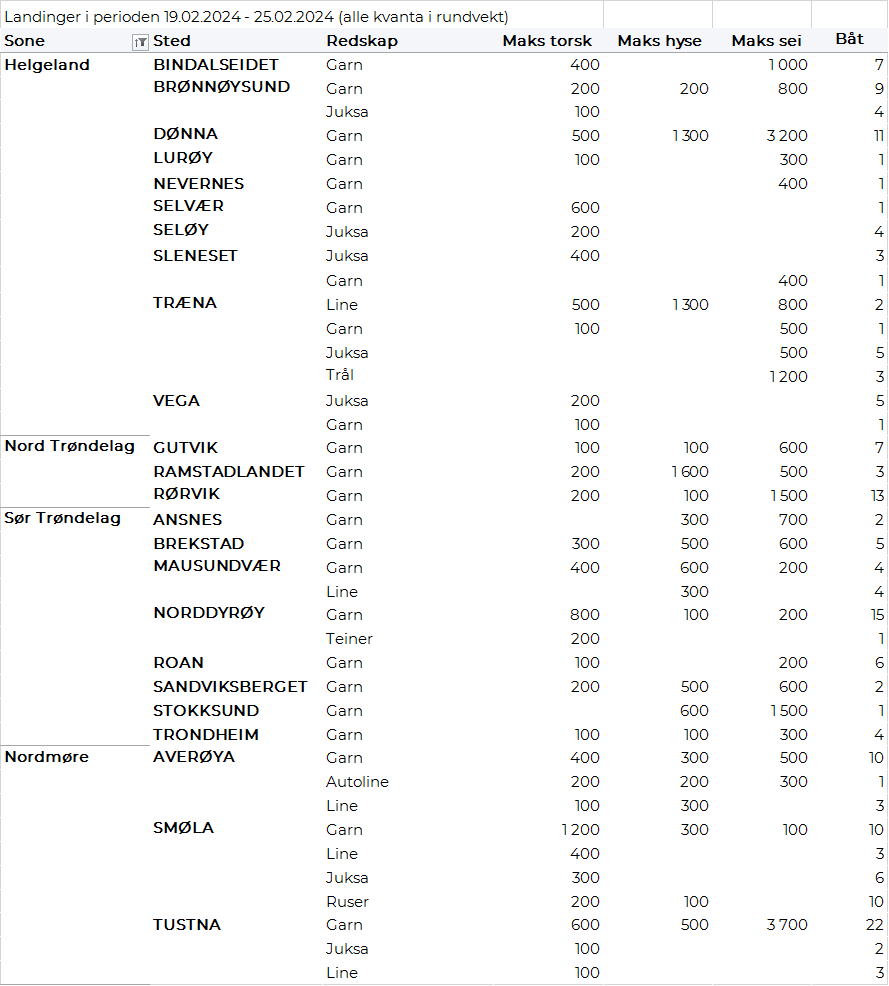 Landinger i perioden 19.02.2024 - 25.02.2024 (alle kvanta i rundvekt)
Sone Sted Redskap Maks torsk Maks hyse Maks sei Båt
Helgeland BINDALSEIDET Garn 400 1 000 7
BRØNNØYSUND Garn 200 200 800 9
Juksa 100 4
DØNNA Garn 500 1 300 3 200 11
LURØY Garn 100 300 1
NEVERNES Garn 400 1
SELVÆR Garn 600 1
SELØY Juksa 200 4
SLENESET Juksa 400 3
Garn 400 1
TRÆNA Line 500 1 300 800 2
Garn 100 500 1
Juksa 500 5
Trål 1 200 3
VEGA Juksa 200 5
Garn 100 1
Nord Trøndelag GUTVIK Garn 100 100 600 7
RAMSTADLANDET Garn 200 1 600 500 3
RØRVIK Garn 200 100 1 500 13
Sør Trøndelag ANSNES Garn 300 700 2
BREKSTAD Garn 300 500 600 5
MAUSUNDVÆR Garn 400 600 200 4
Line 300 4
NORDDYRØY Garn 800 100 200 15
Teiner 200 1
ROAN Garn 100 200 6
SANDVIKSBERGET Garn 200 500 600 2
STOKKSUND Garn 600 1 500 1
TRONDHEIM Garn 100 100 300 4
Nordmøre AVERØYA Garn 400 300 500 10
Autoline 200 200 300 1
Line 100 300 3
SMØLA Garn 1 200 300 100 10
Line 400 3
Juksa 300 6
Ruser 200 100 10
TUSTNA Garn 600 500 3 700 22
Juksa 100 2
Line 100 3